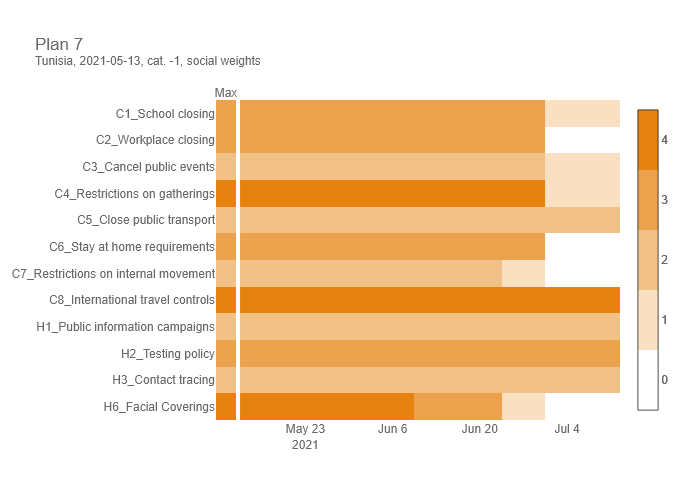 Plan 7
Tunisia, 2021-05-13, cat. -1, social weights
Max
C1_School closing
C2_Workplace closing
C3_Cancel public events
C4_Restrictions on gatherings
C5_Close public transport
C6_Stay at home requirements
C7_Restrictions on internal movement
C8_International travel controls
H1_Public information campaigns
H2_Testing policy
H3_Contact tracing
H6_Facial Coverings
May 23 Jun 6 Jun 20 Jul 4
2021
4
3
2
1
0